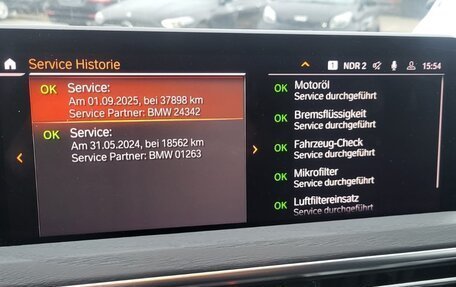 Service Historie
1 NDR 2 15:54
OK Service:
Am 01.09.2025, bei 37898 km
Service Partner: BMW 24342
OK Service:
Am 31.05.2024, bei 18562 km
Service Partner: BMW 01263
OK Motoröl
Service durchgeführt
OK Bremsflüssigkeit
Service durchgeführt
OK Fahrzeug-Check
Service durchgeführt
OK Mikrofilter
Service durchgeführt
OK Luftfiltereinsatz
Service durchgeführt